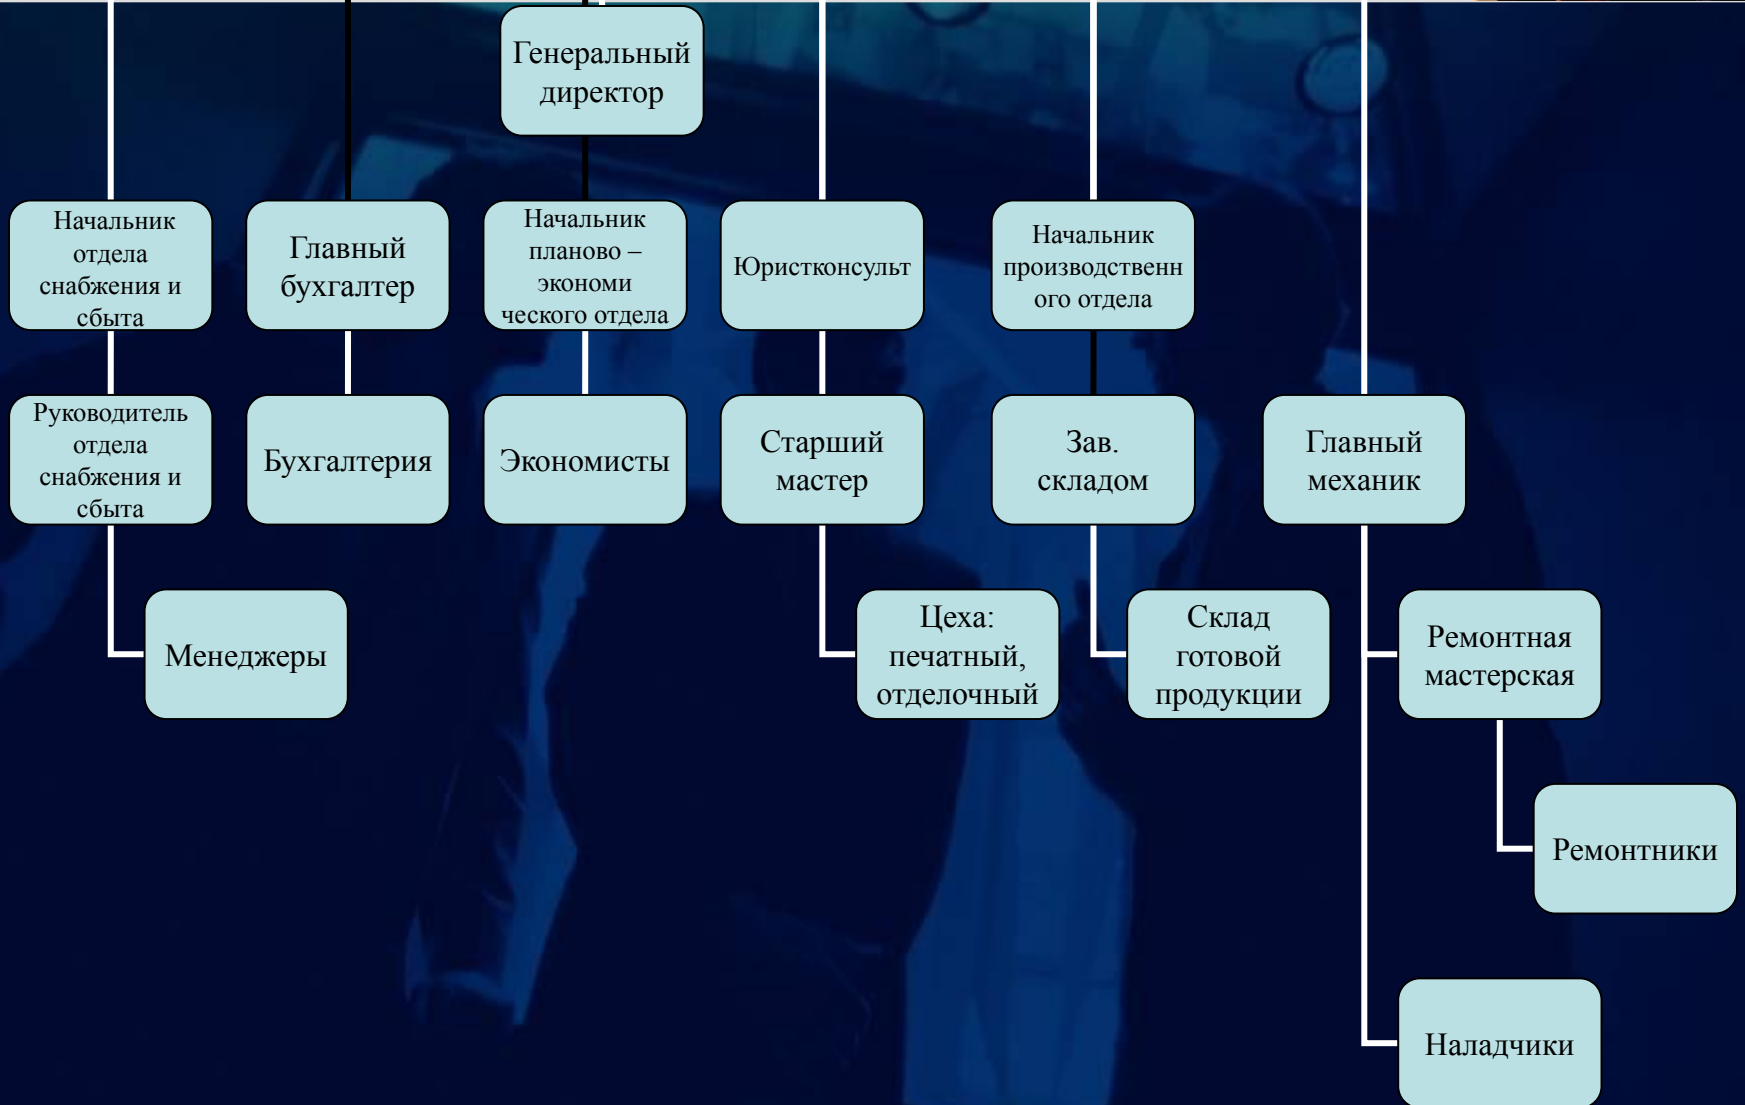 Генеральный
директор
Начальник
отдела
снабжения и
сбыта
Главный
бухгалтер
Начальник
планово –
экономи
ческого отдела
Юристконсульт
Начальник
производственн
ого отдела
Руководитель
отдела
снабжения и
сбыта
Бухгалтерия
Экономисты
Старший
мастер
Зав.
складом
Главный
механик
Менеджеры
Цеха:
печатный,
отделочный
Склад
готовой
продукции
Ремонтная
мастерская
Ремонтники
Наладчики